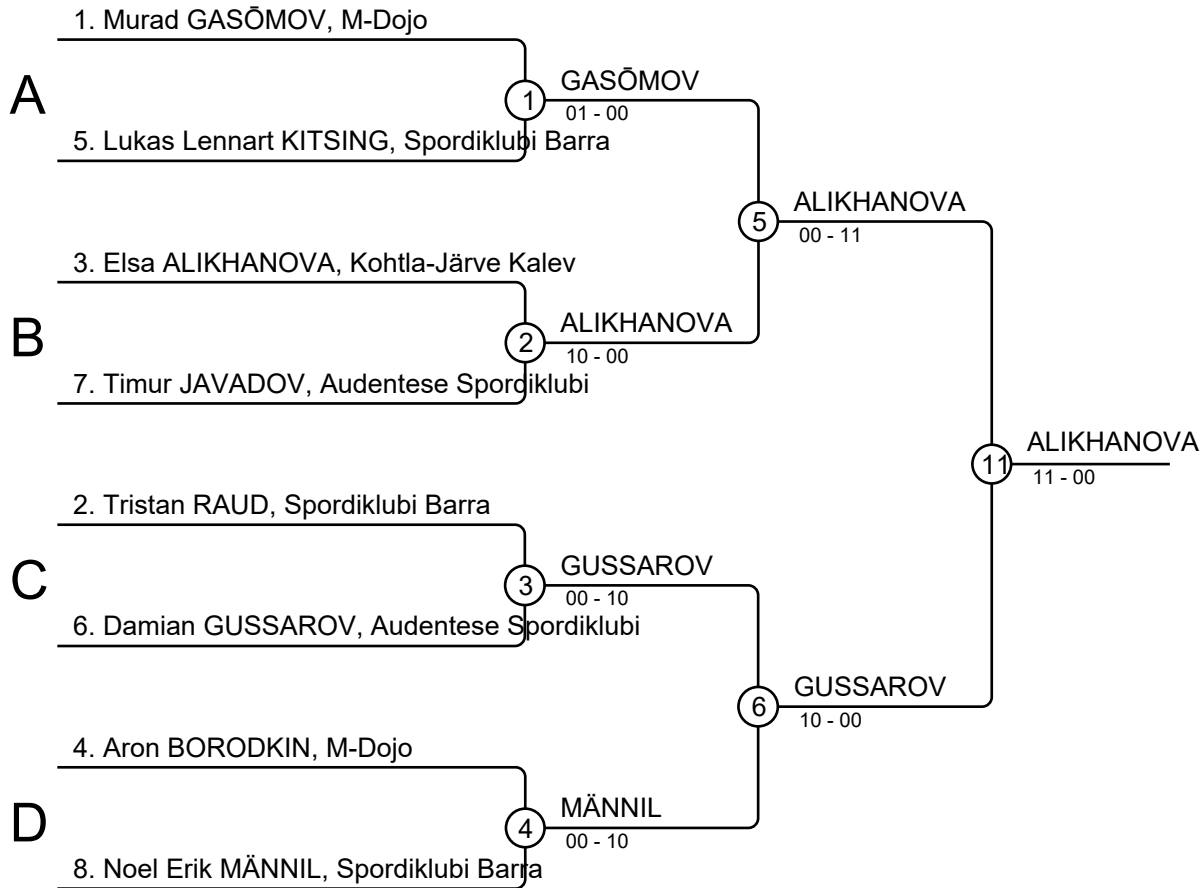 1. Murad GASŌMOV, M-Dojo
A
1
GASŌMOV
01 - 00
5. Lukas Lennart KITSING, Spordiklubi Barra
5
ALIKHANOVA
00 - 11
3. Elsa ALIKHANOVA, Kohtla-Järve Kalev
B
2
ALIKHANOVA
10 - 00
7. Timur JAVADOV, Audentese Spordiklubi
11
ALIKHANOVA
11 - 00
2. Tristan RAUD, Spordiklubi Barra
C
3
GUSSAROV
00 - 10
6. Damian GUSSAROV, Audentese Spordiklubi
6
GUSSAROV
10 - 00
4. Aron BORODKIN, M-Dojo
D
4
MÄNNIL
00 - 10
8. Noel Erik MÄNNIL, Spordiklubi Barra